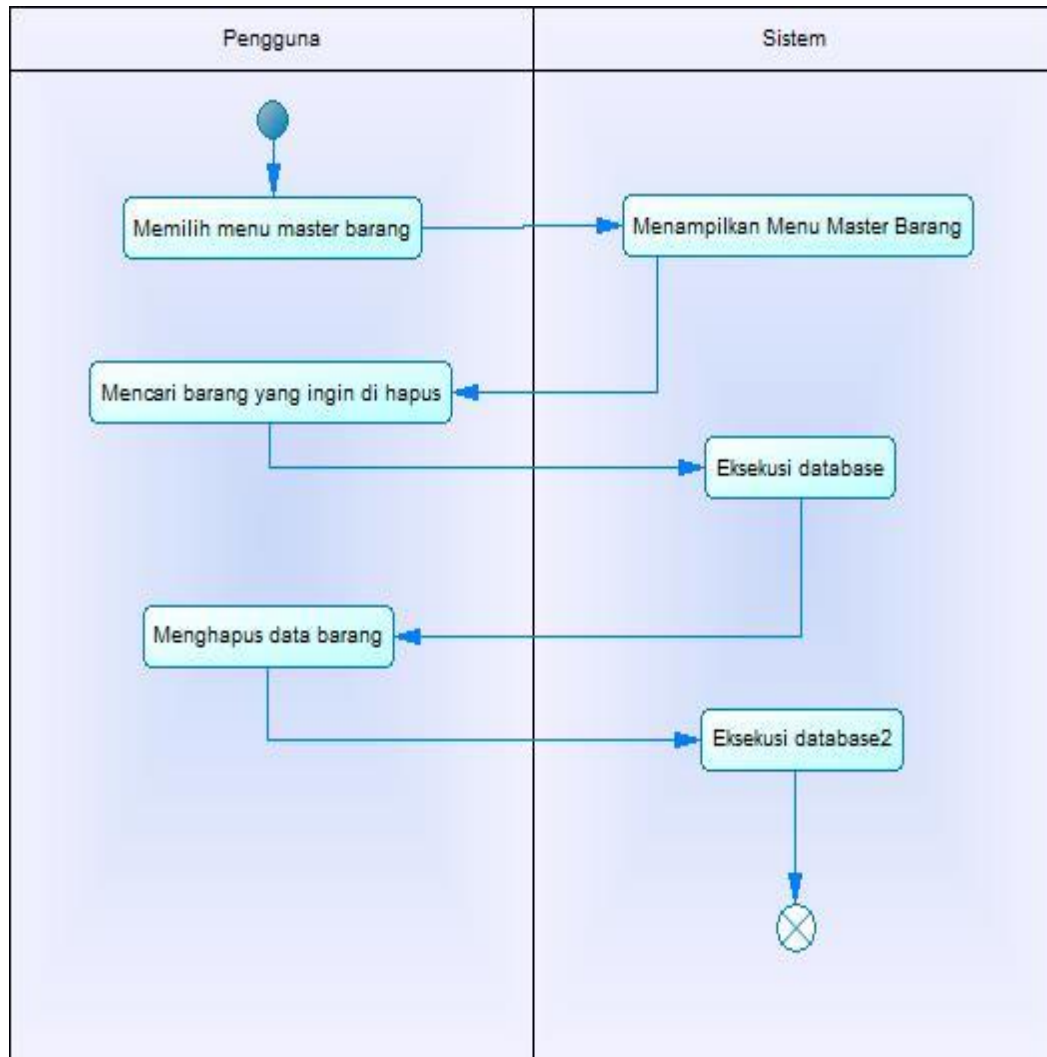 Pengguna
Sistem
Memilih menu master barang
Menampilkan Menu Master Barang
Mencari barang yang ingin di hapus
Eksekusi database
Menghapus data barang
Eksekusi database2